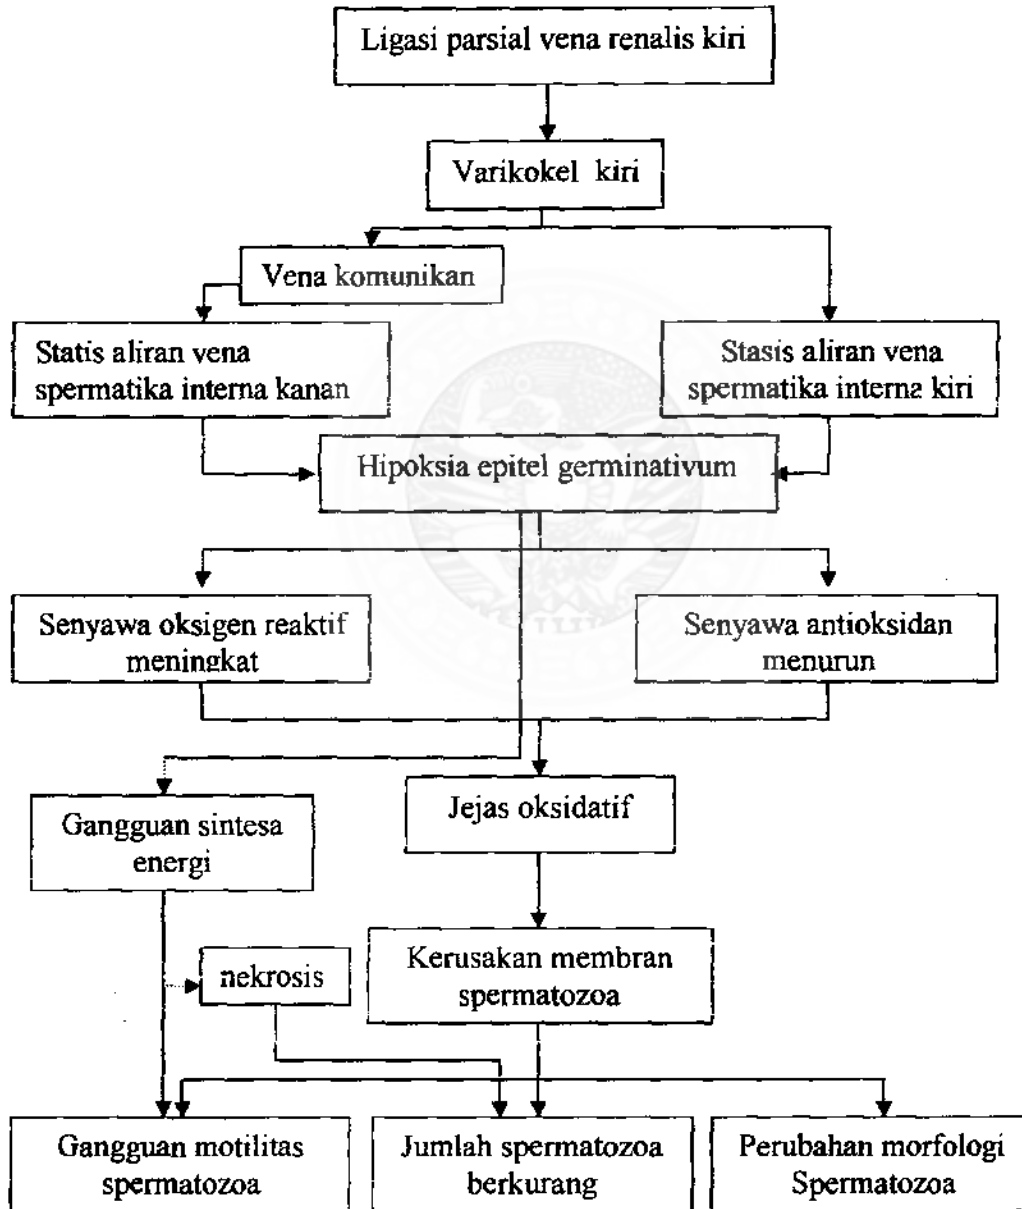 Ligasi parsial vena renalis kiri
Varikokel kiri
Vena komunikan
Statis aliran vena
spermatika interna kanan
Stasis aliran vena
spermatika interna kiri
Hipoksia epitel germinativum
Senyawa oksigen reaktif
meningkat
Senyawa antioksidan
menurun
Gangguan sintesa
energi
Jejas oksidatif
nekrosis
Kerusakan membran
spermatozoa
Gangguan motilitas
spermatozoa
Jumlah spermatozoa
berkurang
Perubahan morfologi
Spermatozoa